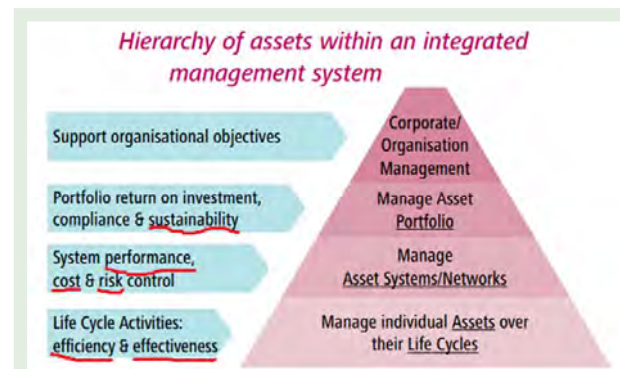 Hierarchy of assets within an integrated
management system
Support organisational objectives
Corporate/
Organisation
Management
Portfolio return on investment,
compliance & sustainability
Manage Asset
Portfolio
System performance,
cost & risk control
Manage
Asset Systems/Networks
Life Cycle Activities:
efficiency & effectiveness
Manage individual Assets over
their Life Cycles